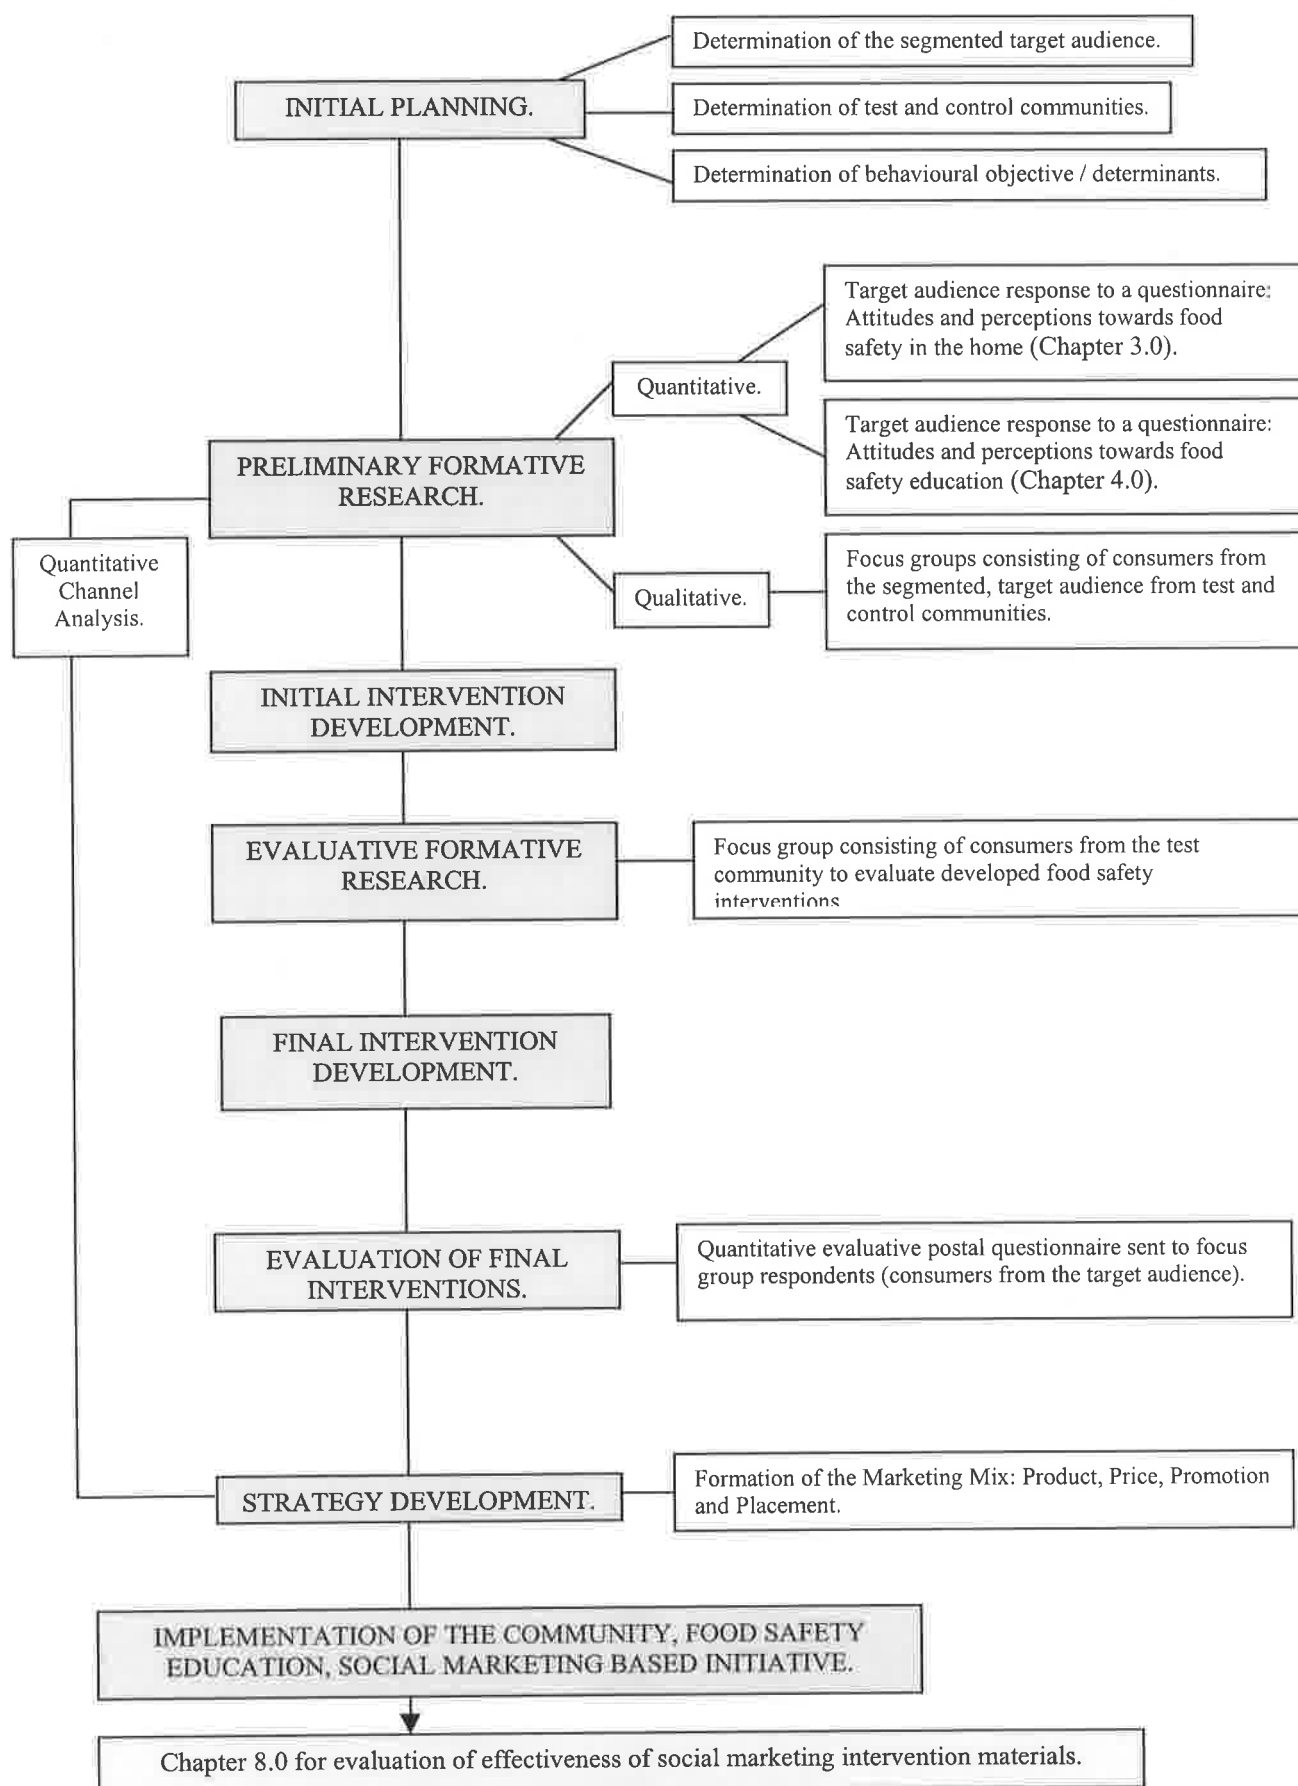 Determination of the segmented target audience.
INITIAL PLANNING.
Determination of test and control communities.
Determination of behavioural objective / determinants.
Target audience response to a questionnaire:
Attitudes and perceptions towards food
safety in the home (Chapter 3.0).
Quantitative.
Target audience response to a questionnaire:
Attitudes and perceptions towards food
safety education (Chapter 4.0).
PRELIMINARY FORMATIVE
RESEARCH.
Quantitative
Channel
Analysis.
Focus groups consisting of consumers from
the segmented, target audience from test and
control communities.
Qualitative.
INITIAL INTERVENTION
DEVELOPMENT.
EVALUATIVE FORMATIVE
RESEARCH.
Focus group consisting of consumers from the test
community to evaluate developed food safety
interventions
FINAL INTERVENTION
DEVELOPMENT.
EVALUATION OF FINAL
INTERVENTIONS.
Quantitative evaluative postal questionnaire sent to focus
group respondents (consumers from the target audience).
STRATEGY DEVELOPMENT.
Formation of the Marketing Mix: Product, Price, Promotion
and Placement.
IMPLEMENTATION OF THE COMMUNITY, FOOD SAFETY
EDUCATION, SOCIAL MARKETING BASED INITIATIVE.
Chapter 8.0 for evaluation of effectiveness of social marketing intervention materials.